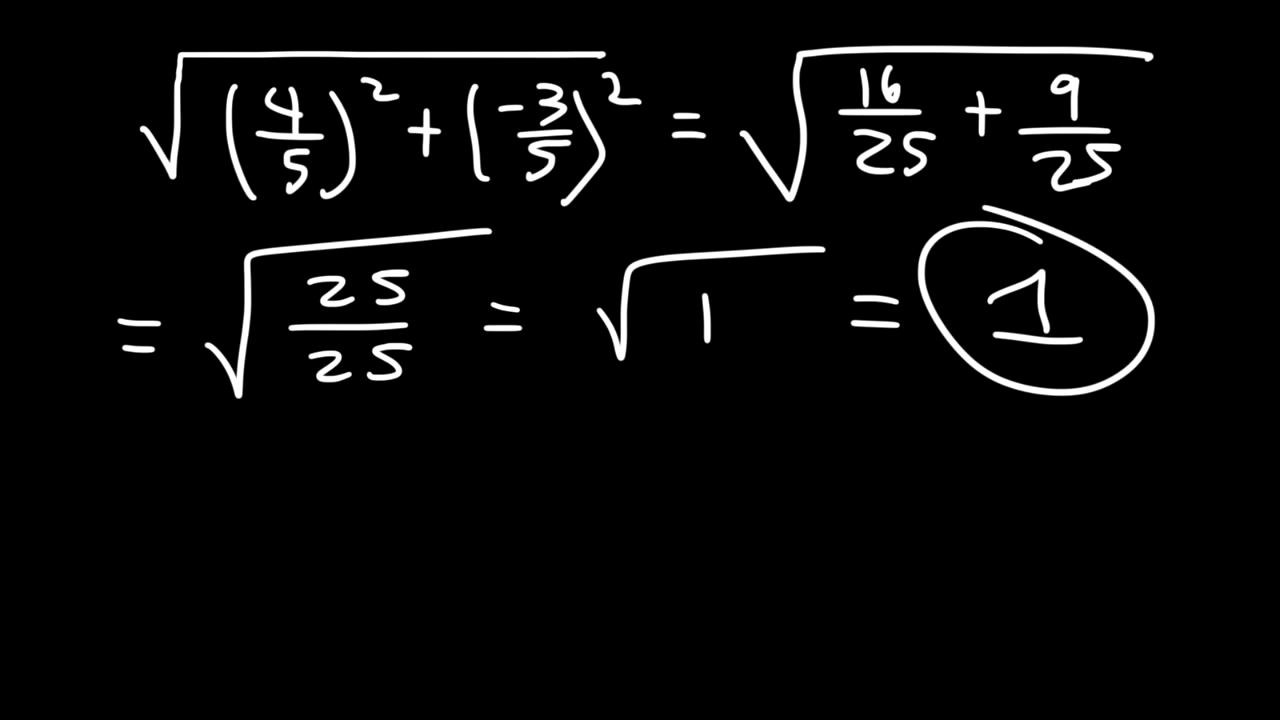 √((4/5)² + (-3/5)²) = √(16/25 + 9/25)
= √(25/25) = √1 = 1